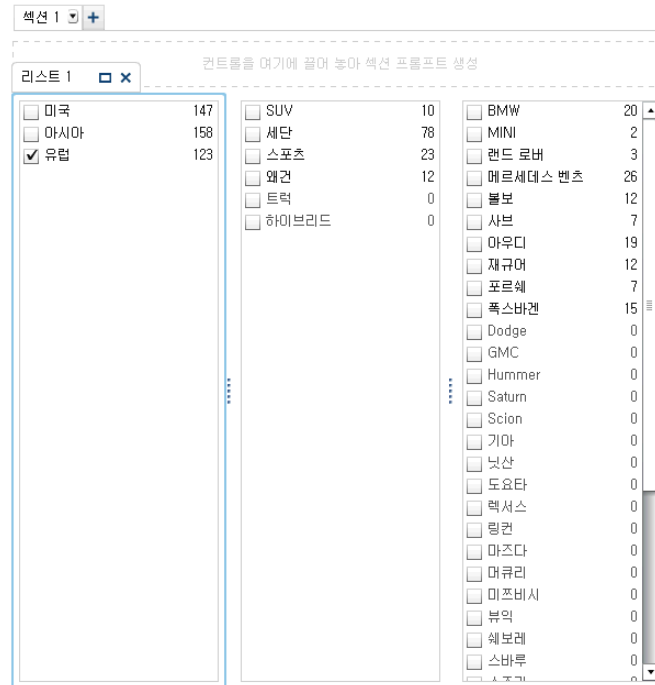 섹션 1
컨트롤을 여기에 끌어 놓아 섹션 프롬프트 생성
리스트 1
미국 147
아시아 158
유럽 123
SUV 10
세단 78
스포츠 23
왜건 12
트럭 0
하이브리드 0
BMW 20
MINI 2
랜드 로버 3
메르세데스 벤츠 26
볼보 12
사브 7
아우디 19
재규어 12
포르쉐 7
폭스바겐 15
Dodge 0
GMC 0
Hummer 0
Saturn 0
Scion 0
기아 0
닛산 0
도요타 0
렉서스 0
링컨 0
마즈다 0
머큐리 0
미쯔비시 0
뷰익 0
쉐보레 0
스바루 0